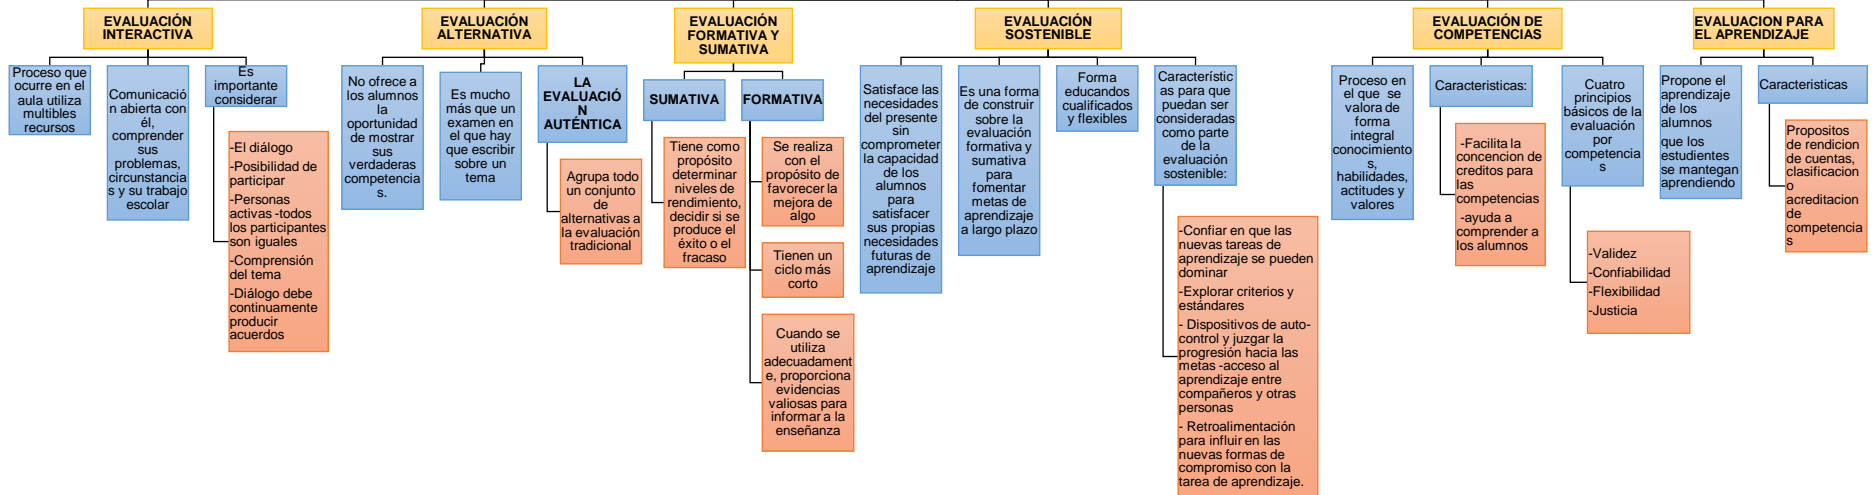 EVALUACIÓN
INTERACTIVA
Proceso que
ocurre en el
aula utiliza
multibles
recursos
Comunicació
n abierta con
él,
comprender
sus
problemas,
circunstancia
s y su trabajo
escolar
Es
importante
considerar
-El diálogo
-Posibilidad de
participar
-Personas
activas -todos
los participantes
son iguales
-Comprensión
del tema
-Diálogo debe
continuamente
producir
acuerdos
EVALUACIÓN
ALTERNATIVA
No ofrece a
los alumnos
la
oportunidad
de mostrar
sus
verdaderas
competencia
s.
Es mucho
más que un
examen en
el que hay
que escribir
sobre un
tema
LA
EVALUACIÓ
N
AUTÉNTICA
Agrupa todo
un conjunto
de
alternativas a
la evaluación
tradicional
EVALUACIÓN
FORMATIVA Y
SUMATIVA
SUMATIVA
Tiene como
propósito
determinar
niveles de
rendimiento,
decidir si se
produce el
éxito o el
fracaso
FORMATIVA
Se realiza
con el
propósito de
favorecer la
mejora de
algo
Tienen un
ciclo más
corto
Cuando se
utiliza
adecuadament
e, proporciona
evidencias
valiosas para
informar a la
enseñanza
EVALUACIÓN
SOSTENIBLE
Satisface las
necesidades
del presente
sin
comprometer
la capacidad
de los
alumnos
para
satisfacer
sus propias
necesidades
futuras de
aprendizaje
Es una forma
de construir
sobre la
evaluación
formativa y
sumativa
para
fomentar
metas de
aprendizaje
a largo plazo
Forma
educandos
cualificados
y flexibles
Característic
as para que
puedan ser
consideradas
como parte
de la
evaluación
sostenible:
-Confiar en que las
nuevas tareas de
aprendizaje se pueden
dominar
-Explorar criterios y
estándares
- Dispositivos de auto-
control y juzgar la
progresión hacia las
metas -acceso al
aprendizaje entre
compañeros y otras
personas
- Retroalimentación
para influir en las
nuevas formas de
compromiso con la
tarea de aprendizaje.
EVALUACIÓN DE
COMPETENCIAS
Proceso en
el que se
valora de
forma
integral
conocimiento
s,
habilidades,
actitudes y
valores
Caracteristicas:
-Facilita la
concencion de
creditos para
las
competencias
-ayuda a
comprender a
los alumnos
Cuatro
principios
básicos de la
evaluación
por
competencia
s
-Validez
-Confiabilidad
-Flexibilidad
-Justicia
EVALUACION PARA
EL APRENDIZAJE
Propone el
aprendizaje
de los
alumnos
que los
estudientes
se mantegan
aprendiendo
Caracteristicas
Propositos
de rendicion
de cuentas,
clasificacion
o
acreditacion
de
competencia
s